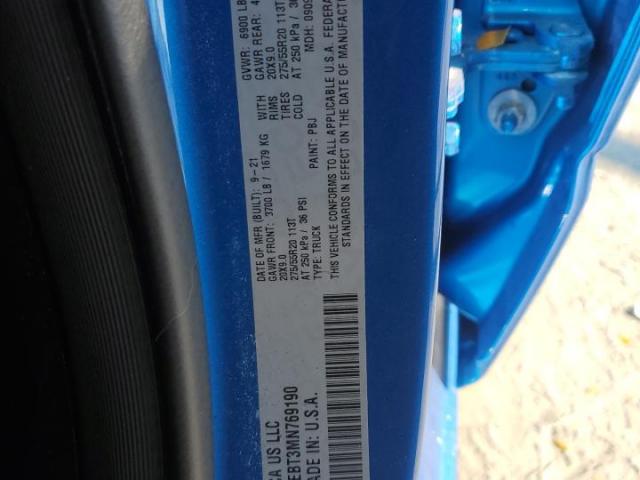 CA US LLC
EBT3MN769190
ADE IN: U.S.A.
DATE OF MFR (BUILT): 9-21 GVWR: 6900 LB
GAWR FRONT: 3700 LB / 1679 KG WITH GAWR REAR: 4
20X9.0 RIMS 20X9.0
275/55R20 113T TIRES 275/55R20 113T
AT 250 kPa / 36 PSI COLD AT 250 kPa / 36
TYPE: TRUCK PAINT: PBJ MDH: 0909
THIS VEHICLE CONFORMS TO ALL APPLICABLE U.S.A. FEDERA
STANDARDS IN EFFECT ON THE DATE OF MANUFACTUR